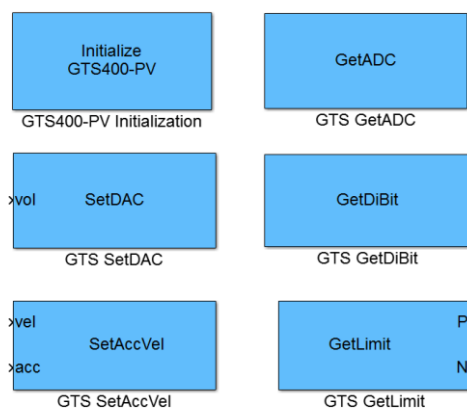 Initialize
GTS400-PV
GTS400-PV Initialization
GetADC
GTS GetADC
vol
SetDAC
GTS SetDAC
GetDiBit
GTS GetDiBit
vel
acc
SetAccVel
GTS SetAccVel
GetLimit
P
N
GTS GetLimit